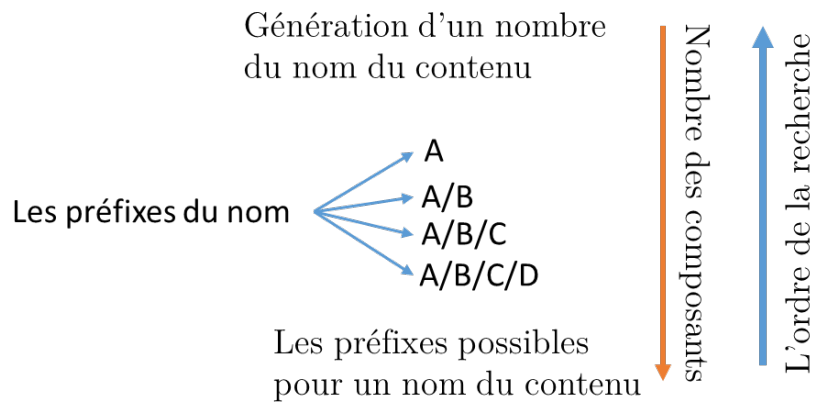 Génération d'un nombre
du nom du contenu
Les préfixes du nom
A
A/B
A/B/C
A/B/C/D
Les préfixes possibles
pour un nom du contenu
Nombre des composants
L'ordre de la recherche